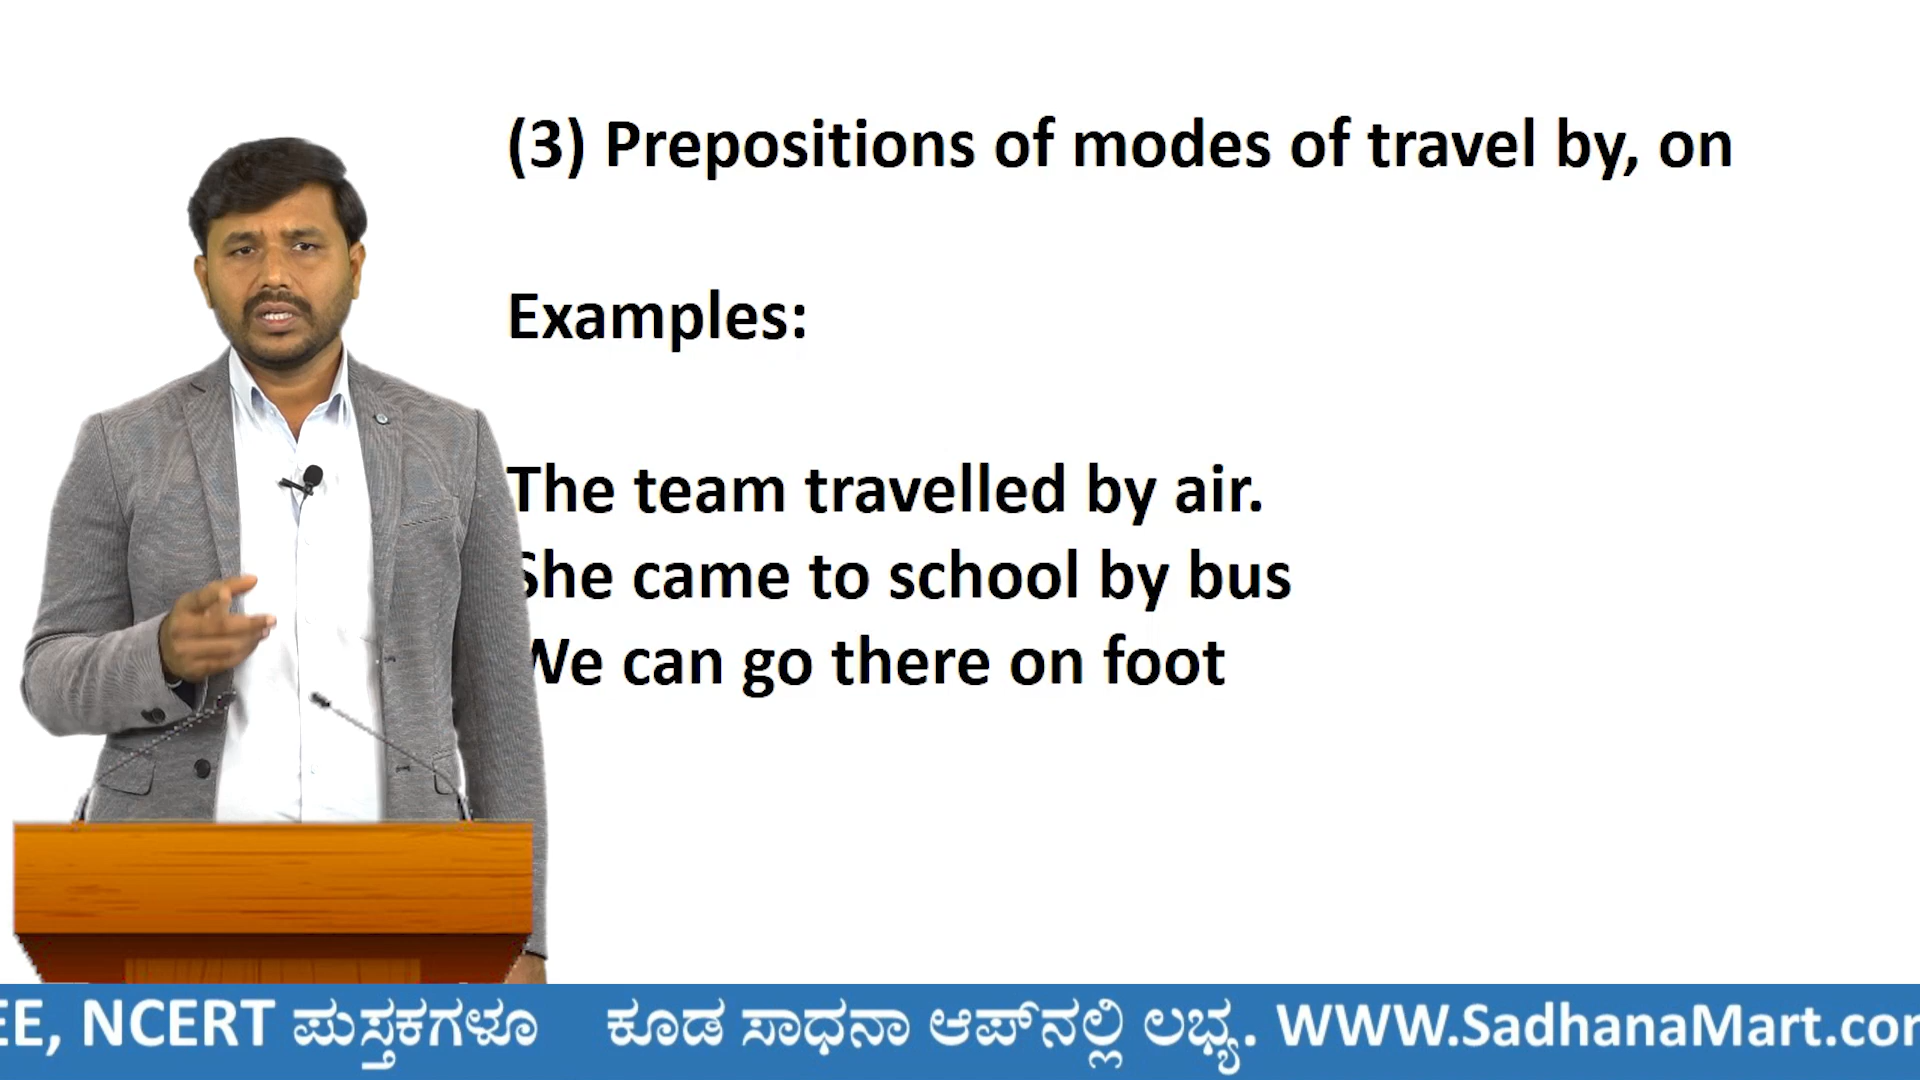 (3) Prepositions of modes of travel by, on
Examples:
The team travelled by air.
She came to school by bus
We can go there on foot
EE, NCERT ಪುಸ್ತಕಗಳೂ ಕೂಡ ಸಾಧನಾ ಆಪ್‌ನಲ್ಲಿ ಲಭ್ಯ. WWW.SadhanaMart.com